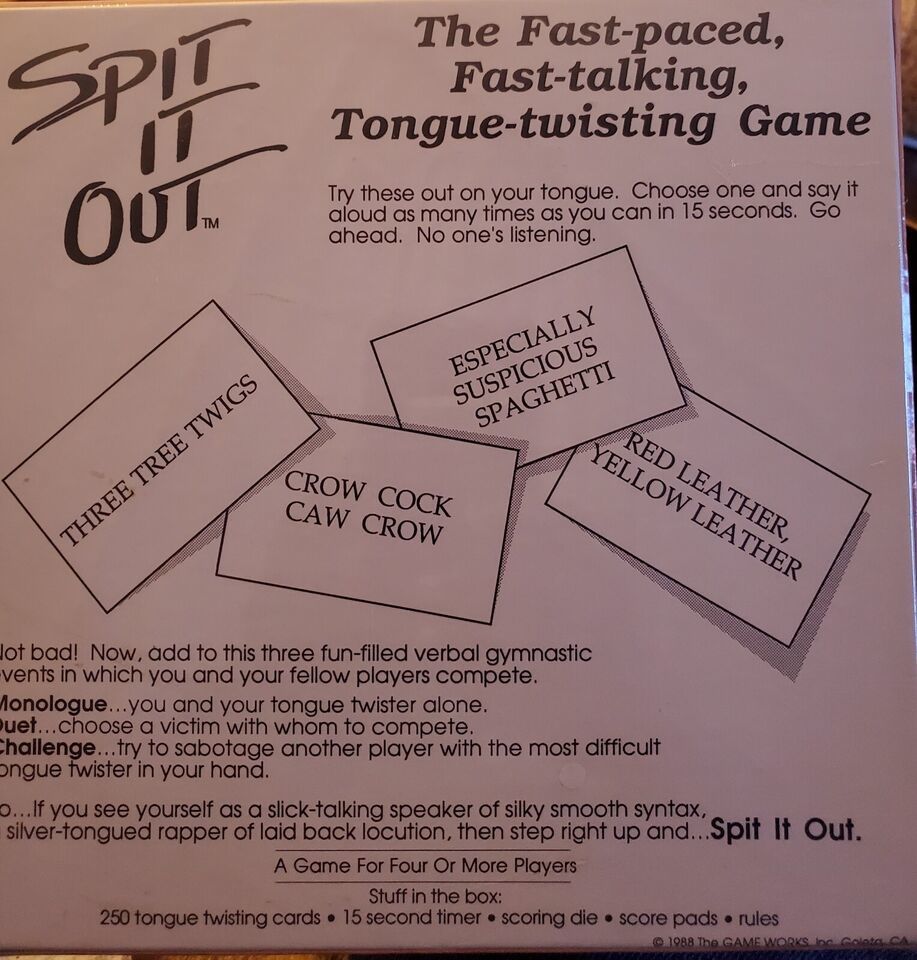 SPIT
IT
OUT™
The Fast-paced,
Fast-talking,
Tongue-twisting Game
Try these out on your tongue. Choose one and say it
aloud as many times as you can in 15 seconds. Go
ahead. No one's listening.
THREE TREE TWIGS
CROW COCK
CAW CROW
ESPECIALLY
SUSPICIOUS
SPAGHETTI
RED LEATHER,
YELLOW LEATHER
Not bad! Now, add to this three fun-filled verbal gymnastic
events in which you and your fellow players compete.
Monologue...you and your tongue twister alone.
Duet...choose a victim with whom to compete.
Challenge...try to sabotage another player with the most difficult
tongue twister in your hand.
So...If you see yourself as a slick-talking speaker of silky smooth syntax,
silver-tongued rapper of laid back locution, then step right up and...Spit It Out.
A Game For Four Or More Players
Stuff in the box:
250 tongue twisting cards • 15 second timer • scoring die • score pads • rules
© 1988 The GAME WORKS, Inc. Goleta, CA